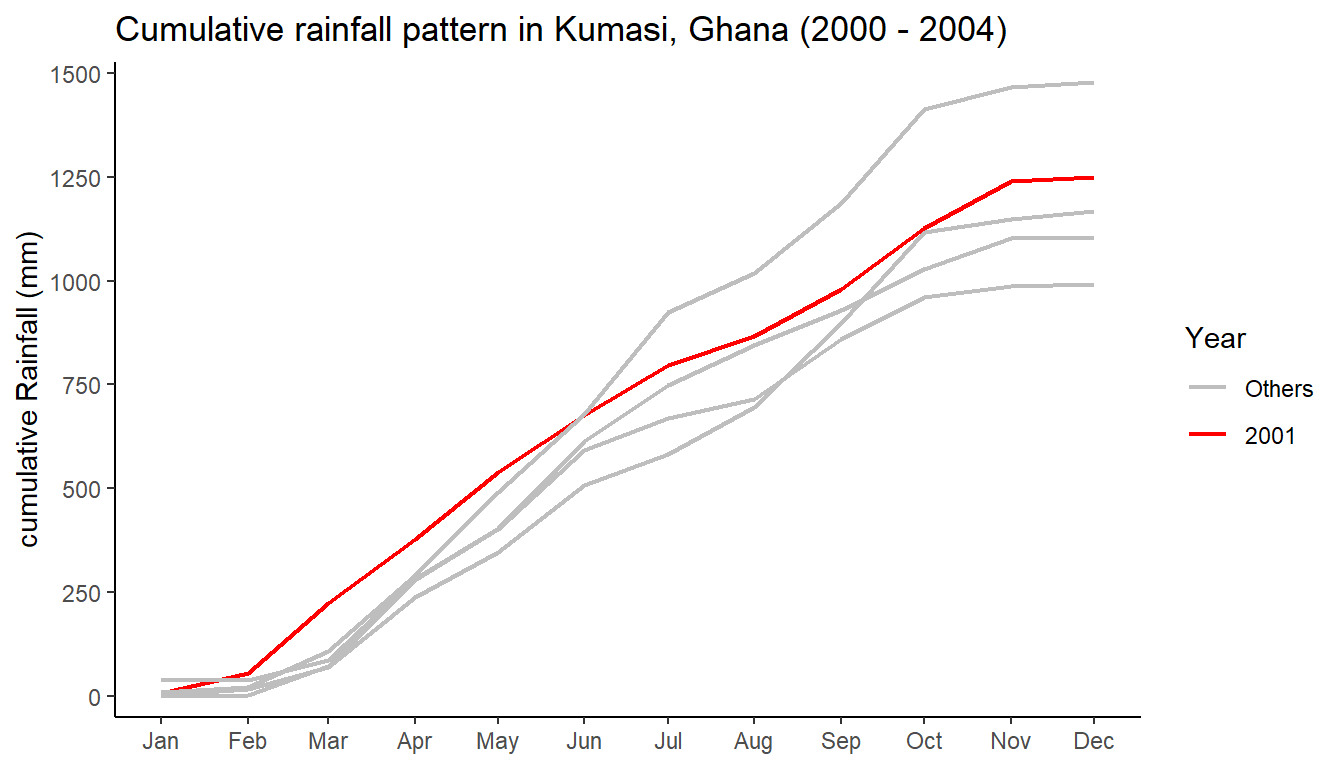 Cumulative rainfall pattern in Kumasi, Ghana (2000 - 2004)
cumulative Rainfall (mm)
1500
1250
1000
750
500
250
0
Jan Feb Mar Apr May Jun Jul Aug Sep Oct Nov Dec
Year
Others
2001